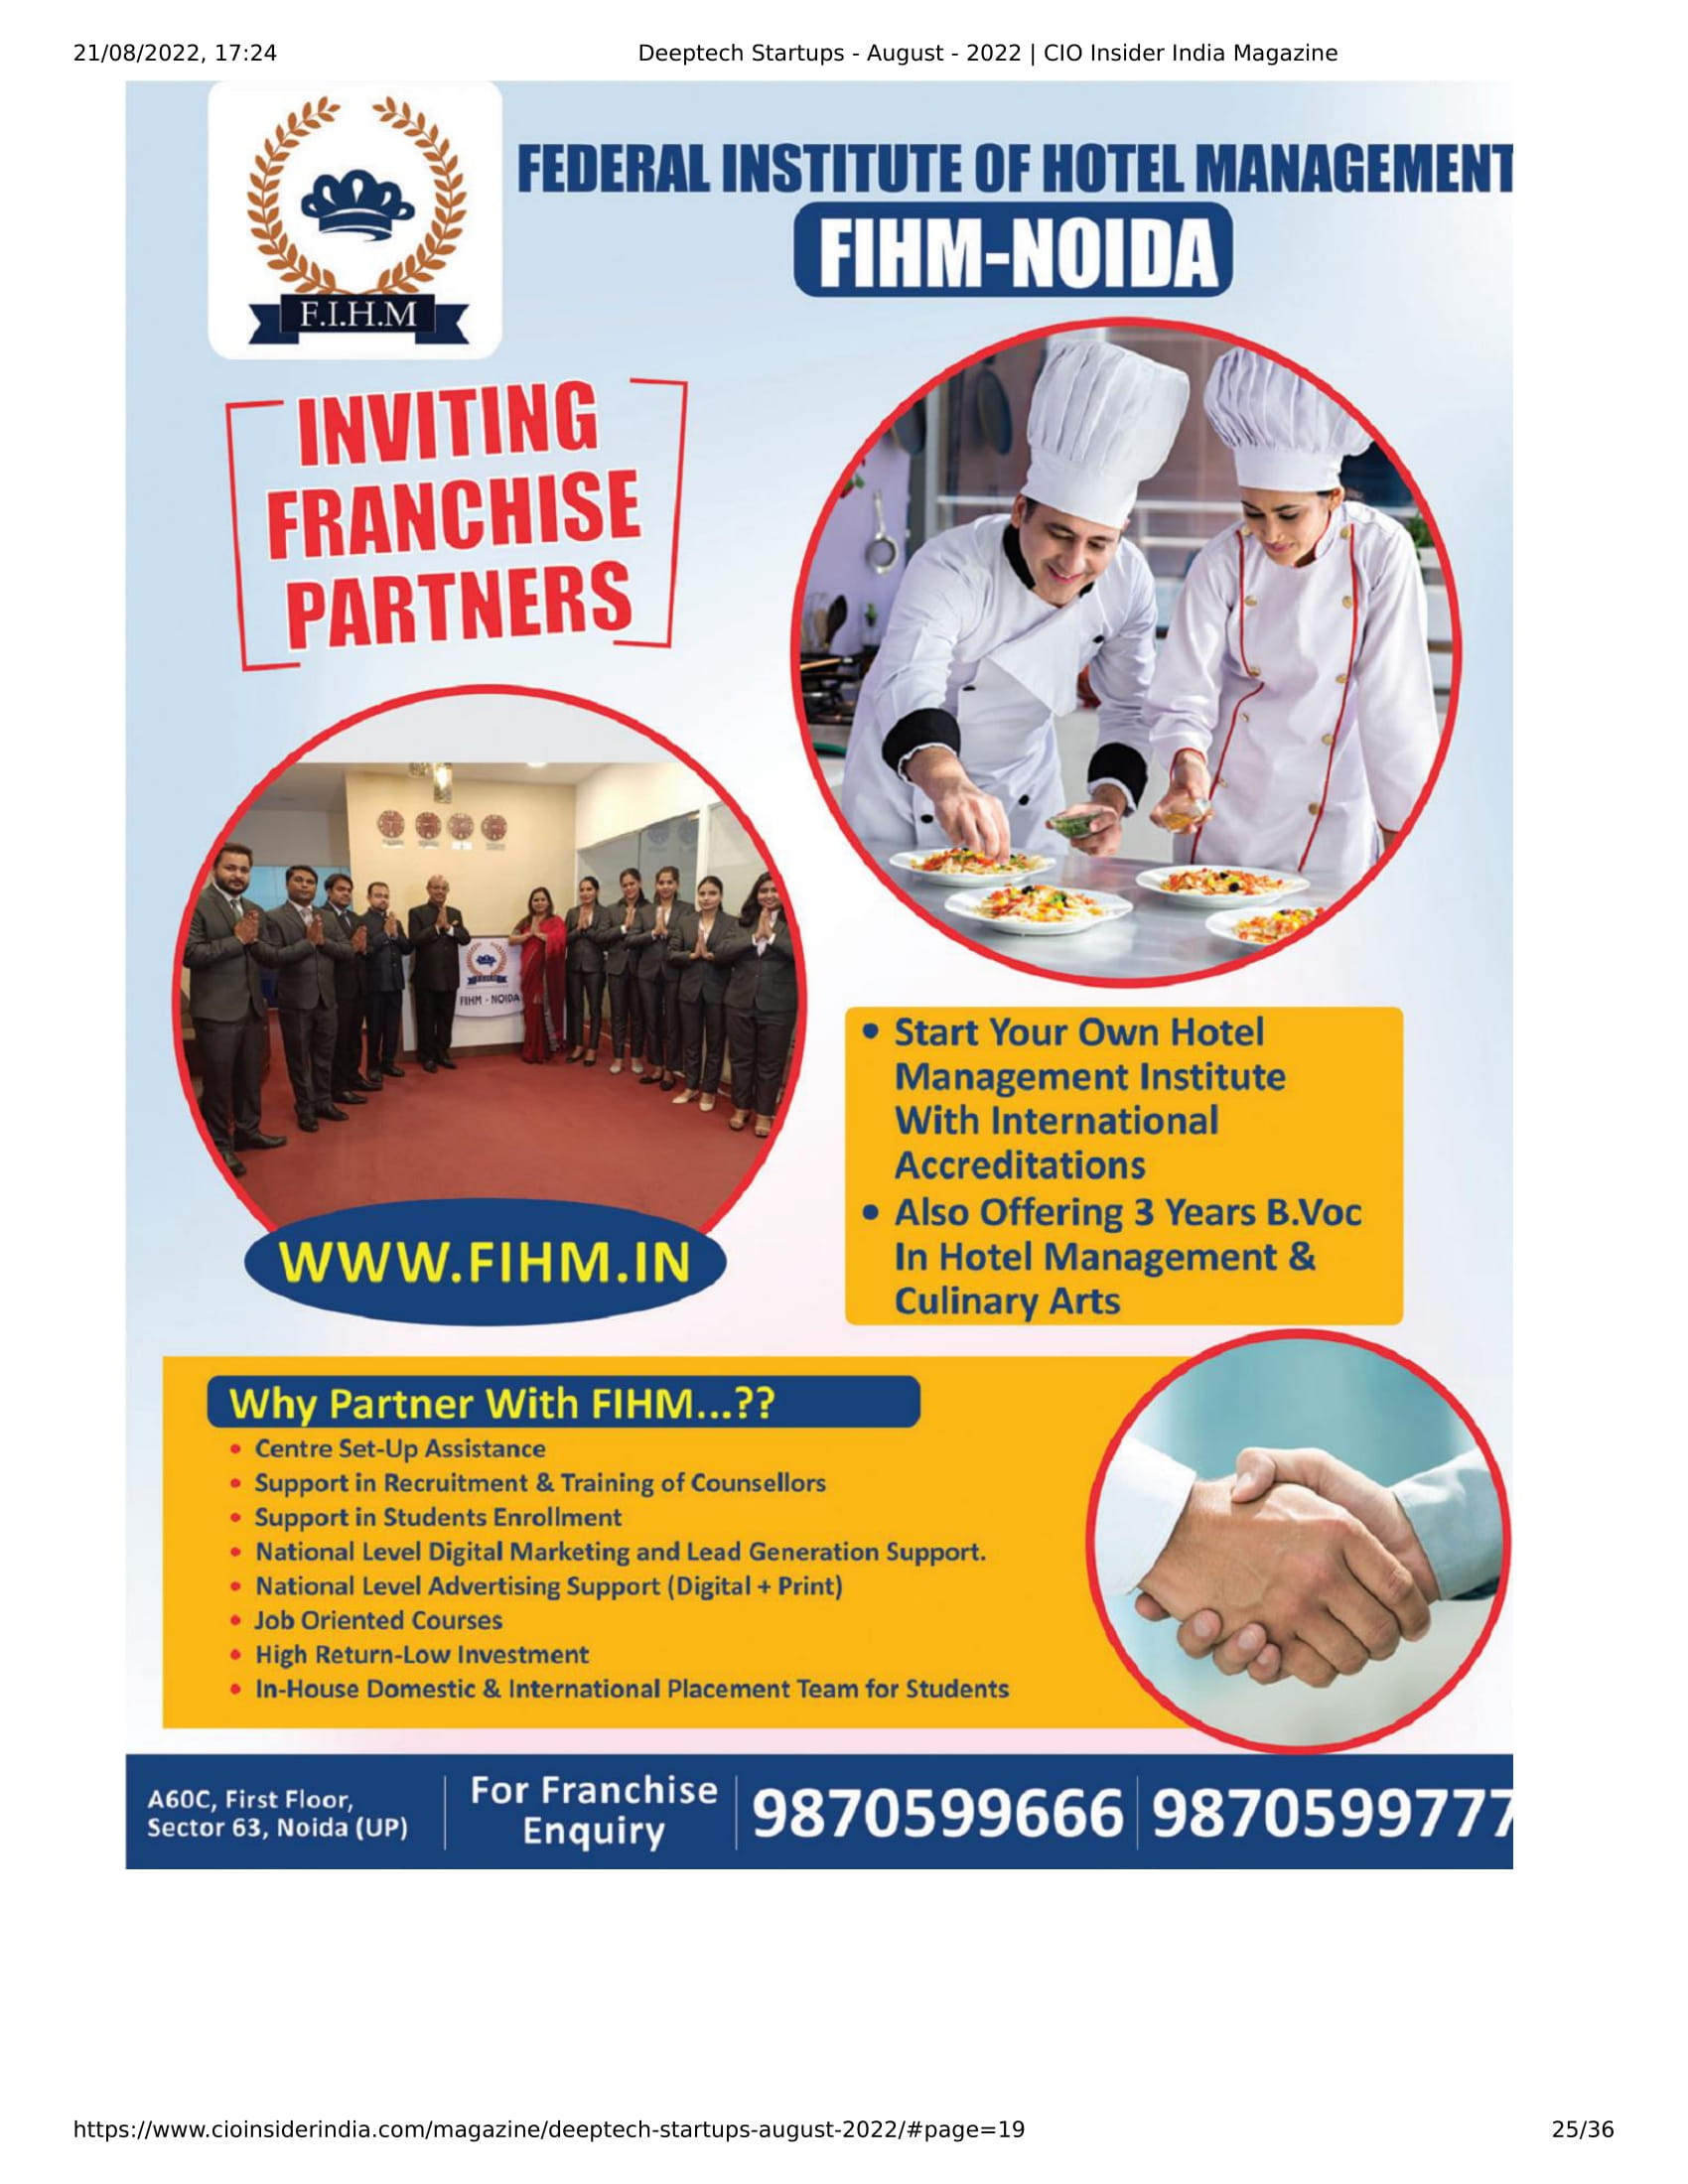 21/08/2022, 17:24
Deeptech Startups - August - 2022 | CIO Insider India Magazine
F.I.H.M
FEDERAL INSTITUTE OF HOTEL MANAGEMENT
FIHM-NOIDA
INVITING
FRANCHISE
PARTNERS
FIHM - NOIDA
WWW.FIHM.IN
• Start Your Own Hotel
Management Institute
With International
Accreditations
• Also Offering 3 Years B.Voc
In Hotel Management &
Culinary Arts
Why Partner With FIHM...??
• Centre Set-Up Assistance
• Support in Recruitment & Training of Counsellors
• Support in Students Enrollment
• National Level Digital Marketing and Lead Generation Support.
• National Level Advertising Support (Digital + Print)
• Job Oriented Courses
• High Return-Low Investment
• In-House Domestic & International Placement Team for Students
A60C, First Floor,
Sector 63, Noida (UP)
For Franchise
Enquiry
9870599666
9870599777
https://www.cioinsiderindia.com/magazine/deeptech-startups-august-2022/#page=19
25/36